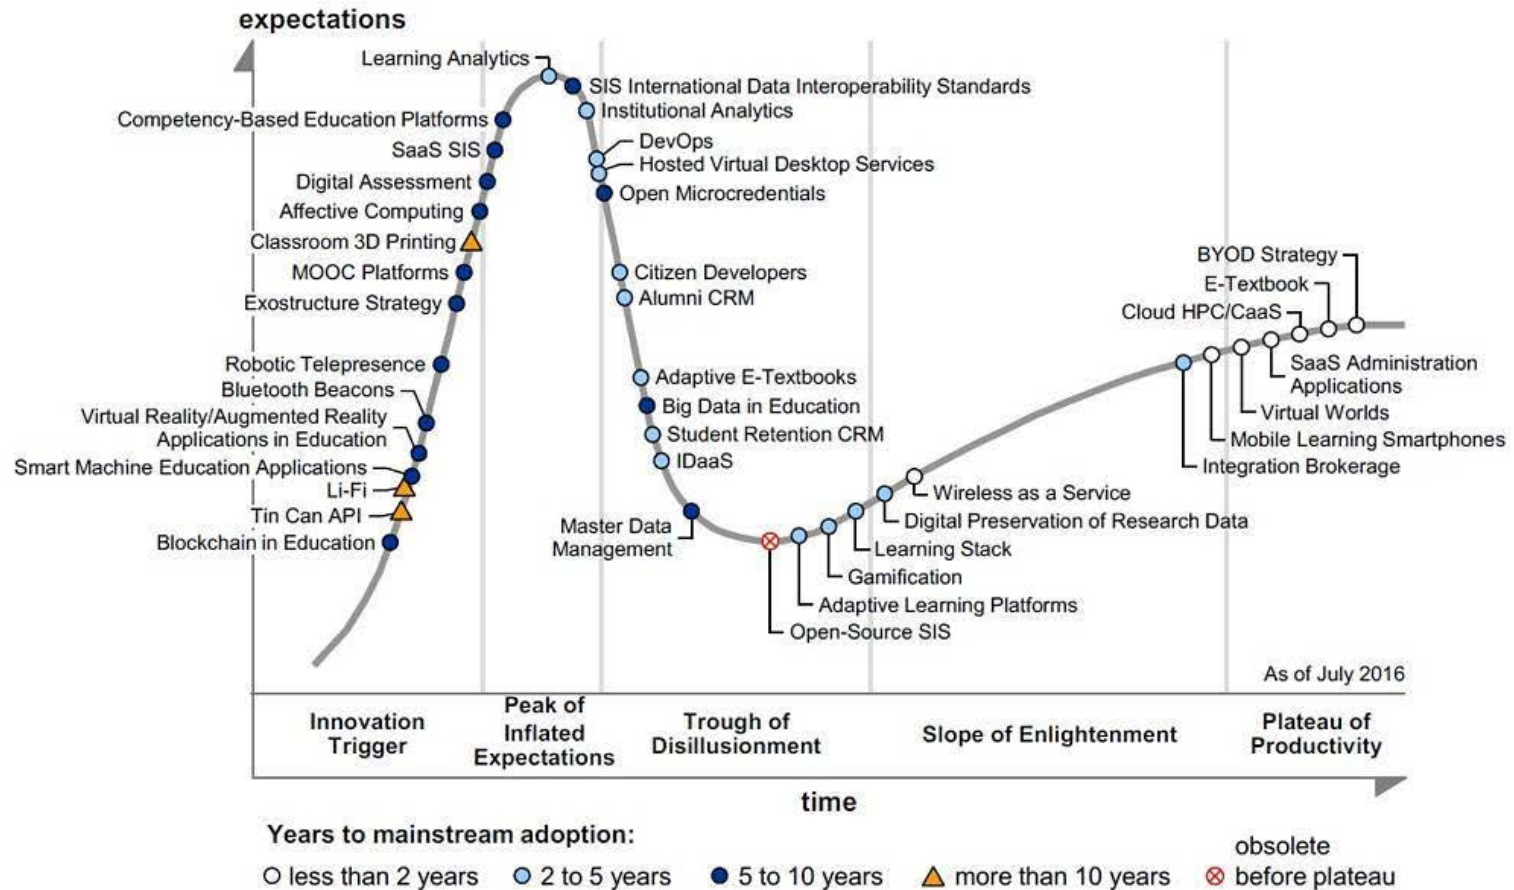 expectations
Learning Analytics
SIS International Data Interoperability Standards
Institutional Analytics
Competency-Based Education Platforms
DevOps
SaaS SIS
Hosted Virtual Desktop Services
Digital Assessment
Open Microcredentials
Affective Computing
Classroom 3D Printing
BYOD Strategy
MOOC Platforms
Citizen Developers
E-Textbook
Exostructure Strategy
Alumni CRM
Cloud HPC/CaaS
Robotic Telepresence
SaaS Administration
Applications
Bluetooth Beacons
Adaptive E-Textbooks
Virtual Reality/Augmented Reality
Applications in Education
Big Data in Education
Virtual Worlds
Student Retention CRM
Mobile Learning Smartphones
Smart Machine Education Applications
IDaaS
Integration Brokerage
Li-Fi
Wireless as a Service
Tin Can API
Digital Preservation of Research Data
Master Data
Management
Blockchain in Education
Learning Stack
Gamification
Adaptive Learning Platforms
Open-Source SIS
As of July 2016
Innovation
Trigger
Peak of
Inflated
Expectations
Trough of
Disillusionment
Slope of Enlightenment
Plateau of
Productivity
time
Years to mainstream adoption:
less than 2 years
2 to 5 years
5 to 10 years
more than 10 years
obsolete
before plateau